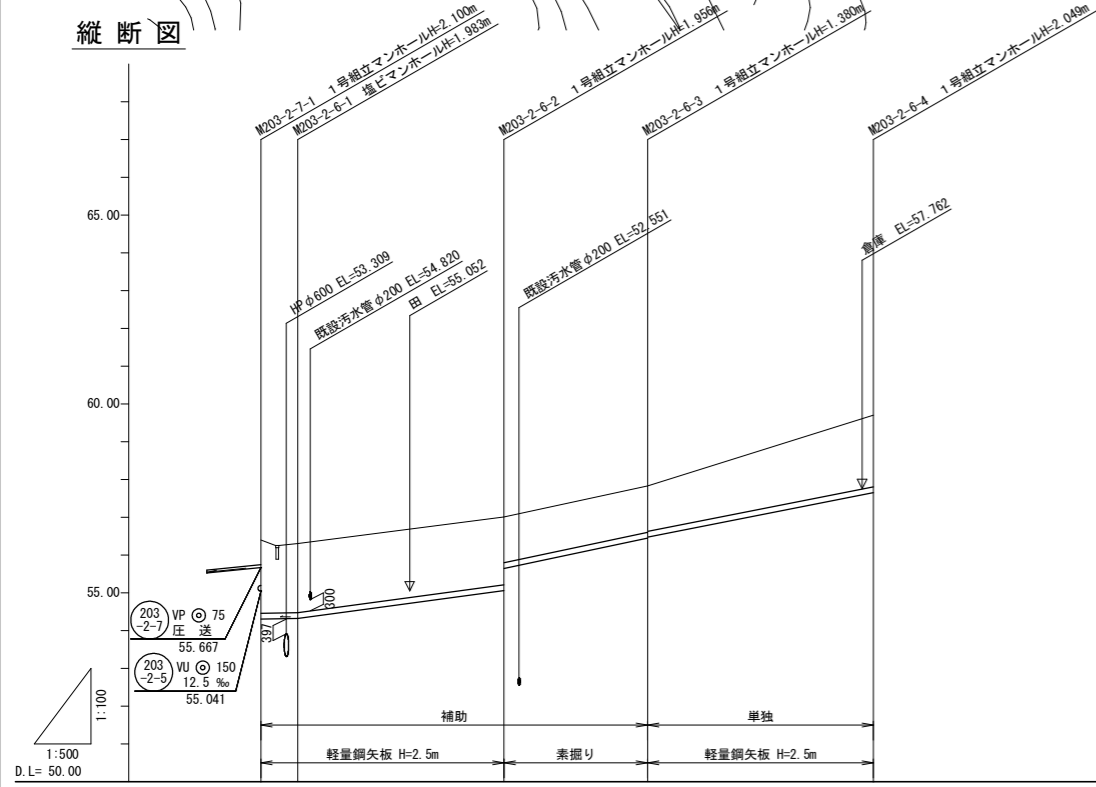 縦断図
M203-2-7-1 1号組立マンホールH=2.100m
M203-2-6-1 塩ビマンホールH=1.983m
M203-2-6-2 1号組立マンホールH=1.956m
M203-2-6-3 1号組立マンホールH=1.380m
M203-2-6-4 1号組立マンホールH=2.049m
65.00
HPφ600 EL=53.309
既設汚水管φ200 EL=54.820
田 EL=55.052
既設汚水管φ200 EL=52.551
倉庫 EL=57.762
60.00
55.00
300
397
203
-2-7
VP ◎ 75
圧 送
55.667
203
-2-5
VU ◎ 150
12.5 ‰
55.041
補助
単独
1:100
1:500
軽量鋼矢板 H=2.5m
素掘り
軽量鋼矢板 H=2.5m
D.L= 50.00